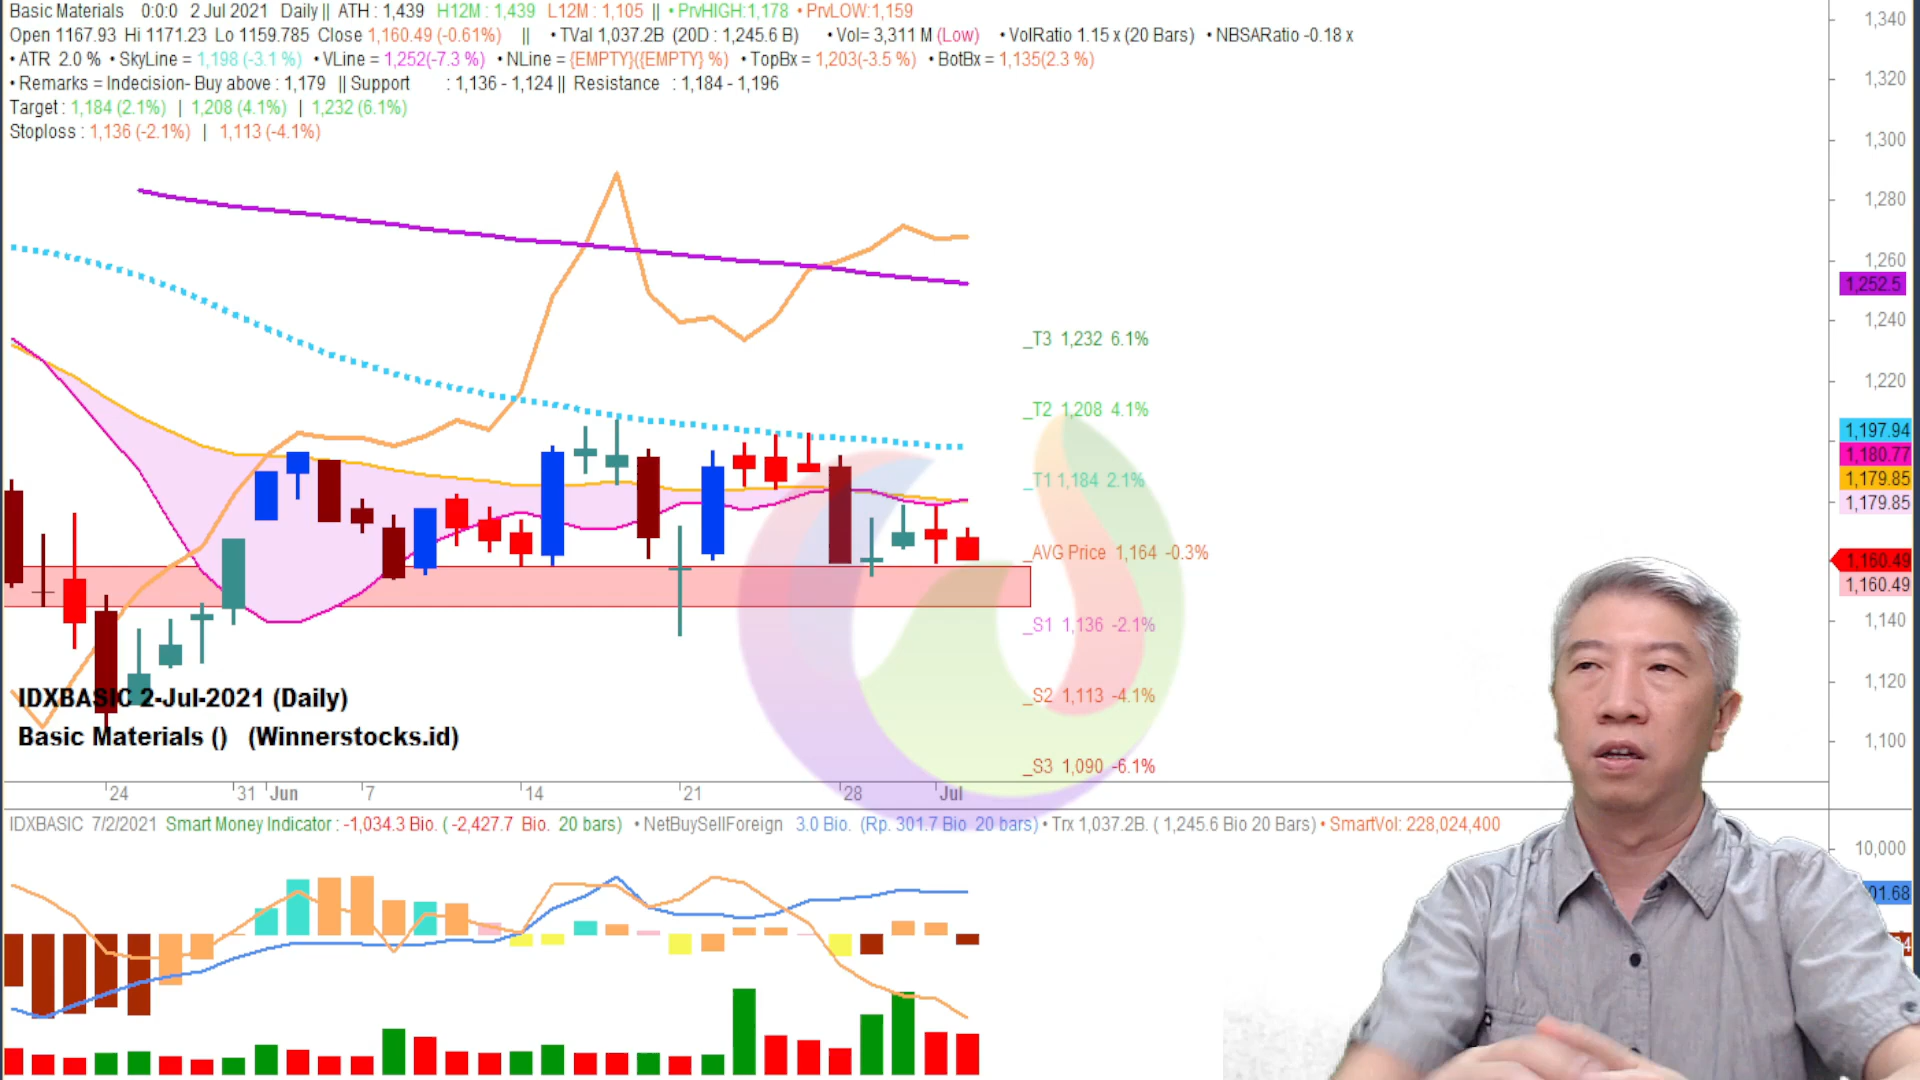 Basic Materials 0:0:0 2 Jul 2021 Daily || ATH : 1,439 H12M : 1,439 L12M : 1,105 || • PrvHIGH:1,178 • PrvLOW:1,159
Open 1167.93 Hi 1171.23 Lo 1159.785 Close 1,160.49 (-0.61%) || • TVal 1,037.2B (20D : 1,245.6 B) • Vol= 3,311 M (Low) • VolRatio 1.15 x (20 Bars) • NBSARatio -0.18 x
• ATR 2.0 % • SkyLine = 1,198 (-3.1 %) • VLine = 1,252(-7.3 %) • NLine = {EMPTY}({EMPTY} %) • TopBx = 1,203(-3.5 %) • BotBx = 1,135(2.3 %)
• Remarks = Indecision- Buy above : 1,179 || Support : 1,136 - 1,124 || Resistance : 1,184 - 1,196
Target : 1,184 (2.1%) | 1,208 (4.1%) | 1,232 (6.1%)
Stoploss : 1,136 (-2.1%) | 1,113 (-4.1%)
1,340
1,320
1,300
1,280
1,260
1,252.5
1,240
_T3 1,232 6.1%
1,220
_T2 1,208 4.1%
1,197.94
1,180.77
_T1 1,184 2.1%
1,179.85
1,179.85
_AVG Price 1,164 -0.3%
1,160.49
1,160.49
_S1 1,136 -2.1%
1,140
1,120
_S2 1,113 -4.1%
IDXBASIC 2-Jul-2021 (Daily)
Basic Materials () (Winnerstocks.id)
1,100
_S3 1,090 -6.1%
24 31 Jun 7 14 21 28 Jul
IDXBASIC 7/2/2021 Smart Money Indicator : -1,034.3 Bio. ( -2,427.7 Bio. 20 bars) • NetBuySellForeign 3.0 Bio. (Rp. 301.7 Bio 20 bars) • Trx 1,037.2B. ( 1,245.6 Bio 20 Bars) • SmartVol: 228,024,400
10,000
01.68